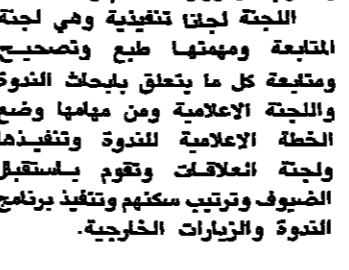 اللجنة لجانا تنفيذية وهي لجنة
المتابعة ومهمتها طبع وتصحيح
ومتابعة كل ما يتعلق بابحاث الندوة
واللجنة الاعلامية ومن مهامها وضع
الخطة الاعلامية للندوة وتنفيذها
ولجنة العلاقات وتقوم باستقبال
الضيوف وترتيب سكنهم وتنفيذ برنامج
الندوة والزيارات الخارجية.